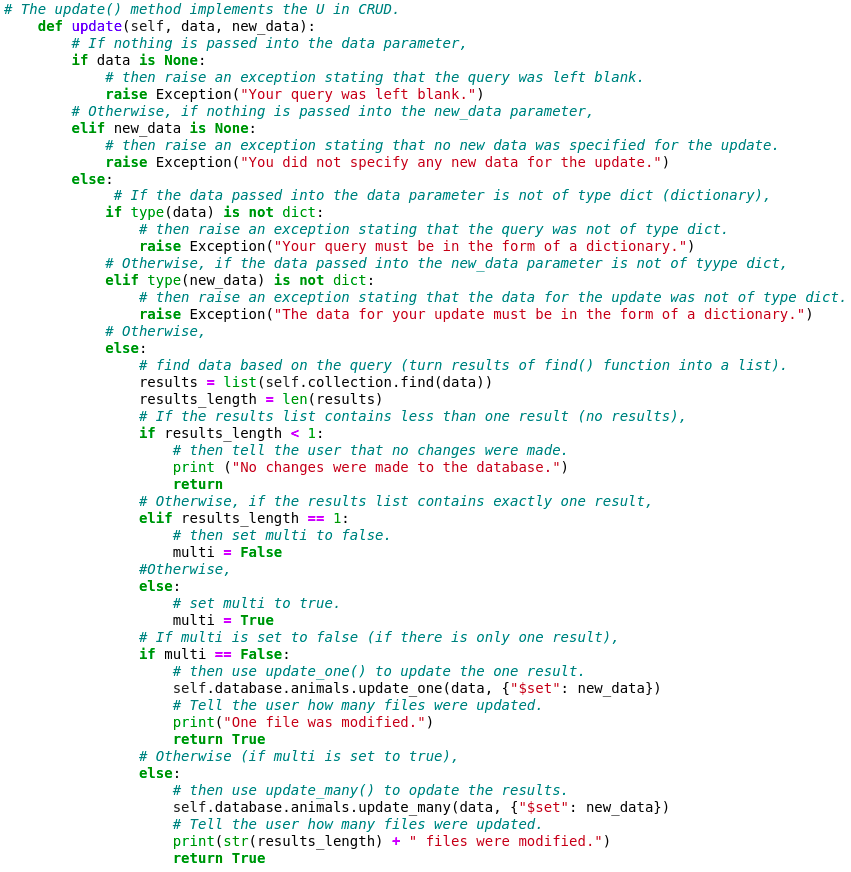 # The update() method implements the U in CRUD.
    def update(self, data, new_data):
        # If nothing is passed into the data parameter,
        if data is None:
            # then raise an exception stating that the query was left blank.
            raise Exception("Your query was left blank.")
        # Otherwise, if nothing is passed into the new_data parameter,
        elif new_data is None:
            # then raise an exception stating that no new data was specified for the update.
            raise Exception("You did not specify any new data for the update.")
        else:
             # If the data passed into the data parameter is not of type dict (dictionary),
            if type(data) is not dict:
                # then raise an exception stating that the query was not of type dict.
                raise Exception("Your query must be in the form of a dictionary.")
            # Otherwise, if the data passed into the new_data parameter is not of tyype dict,
            elif type(new_data) is not dict:
                # then raise an exception stating that the data for the update was not of type dict.
                raise Exception("The data for your update must be in the form of a dictionary.")
            # Otherwise,
            else:
                # find data based on the query (turn results of find() function into a list).
                results = list(self.collection.find(data))
                results_length = len(results)
                # If the results list contains less than one result (no results),
                if results_length < 1:
                    # then tell the user that no changes were made.
                    print ("No changes were made to the database.")
                    return
                # Otherwise, if the results list contains exactly one result,
                elif results_length == 1:
                    # then set multi to false.
                    multi = False
                #Otherwise,
                else:
                    # set multi to true.
                    multi = True
                # If multi is set to false (if there is only one result),
                if multi == False:
                    # then use update_one() to update the one result.
                    self.database.animals.update_one(data, {"$set": new_data})
                    # Tell the user how many files were updated.
                    print("One file was modified.")
                    return True
                # Otherwise (if multi is set to true),
                else:
                    # then use update_many() to opdate the results.
                    self.database.animals.update_many(data, {"$set": new_data})
                    # Tell the user how many files were updated.
                    print(str(results_length) + " files were modified.")
                    return True